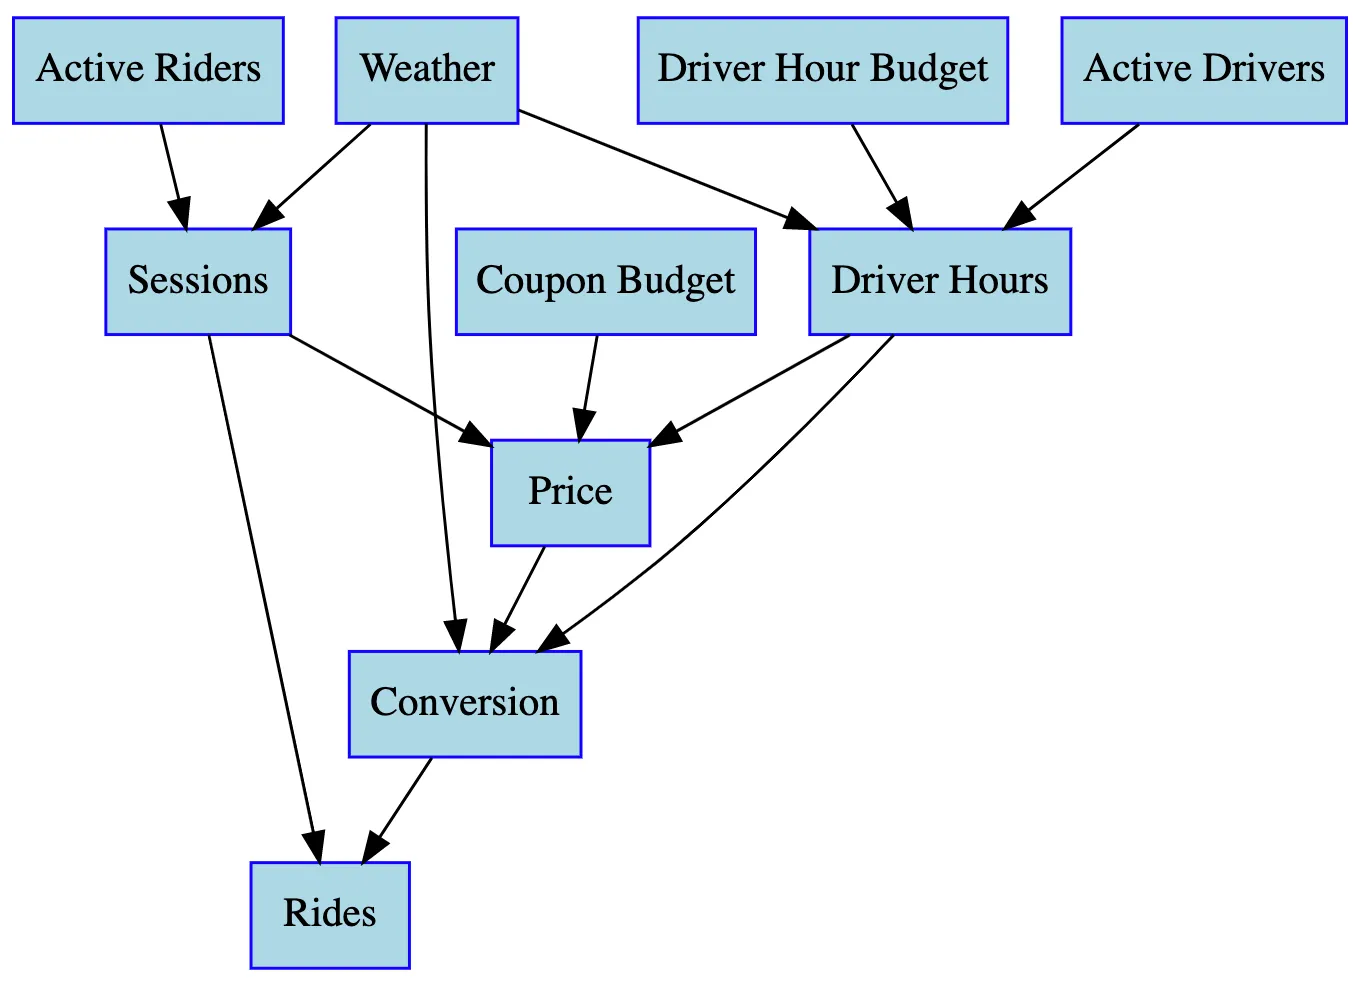 Active Riders
Weather
Driver Hour Budget
Active Drivers
Sessions
Coupon Budget
Driver Hours
Price
Conversion
Rides